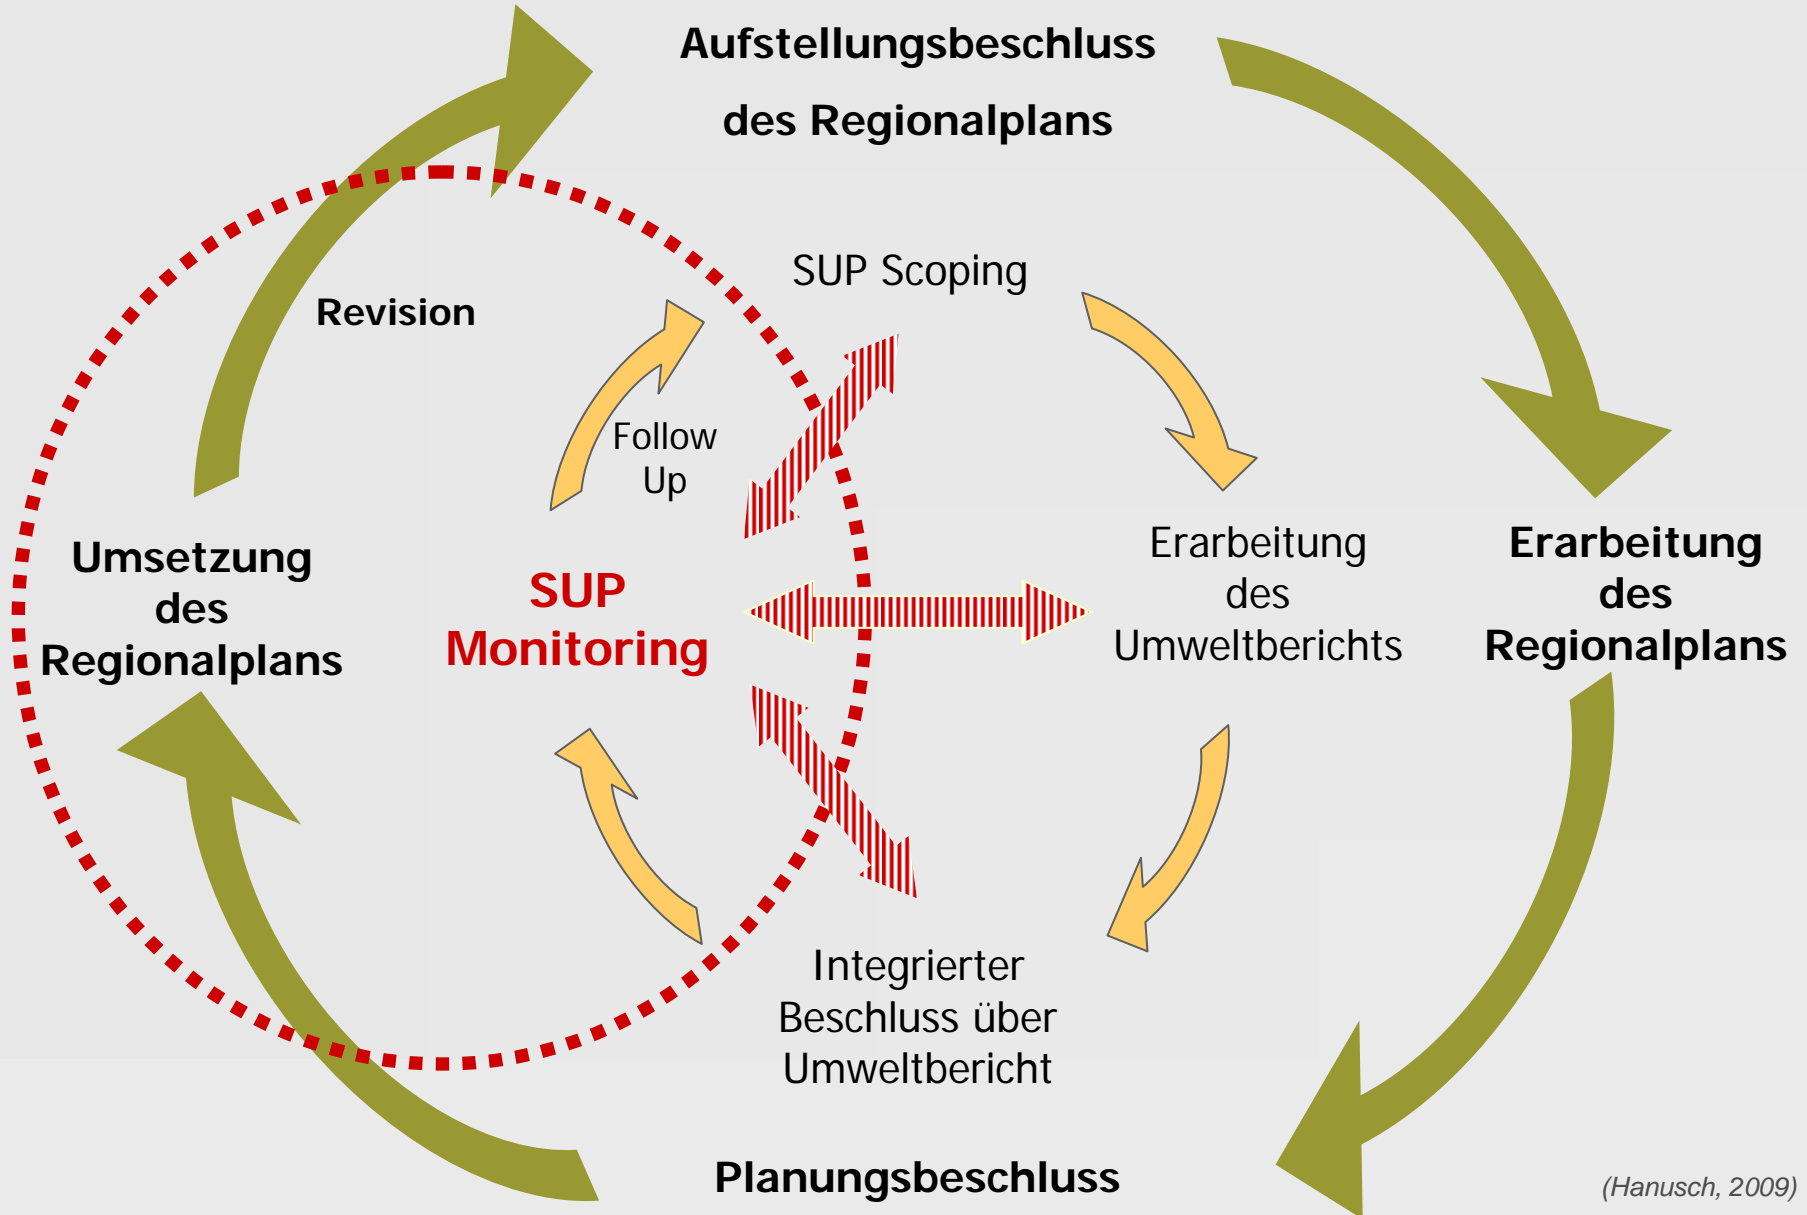 Aufstellungsbeschluss
des Regionalplans
SUP Scoping
Revision
Follow
Up
Umsetzung
des
Regionalplans
SUP
Monitoring
Erarbeitung
des
Umweltberichts
Erarbeitung
des
Regionalplans
Integrierter
Beschluss über
Umweltbericht
Planungsbeschluss
(Hanusch, 2009)